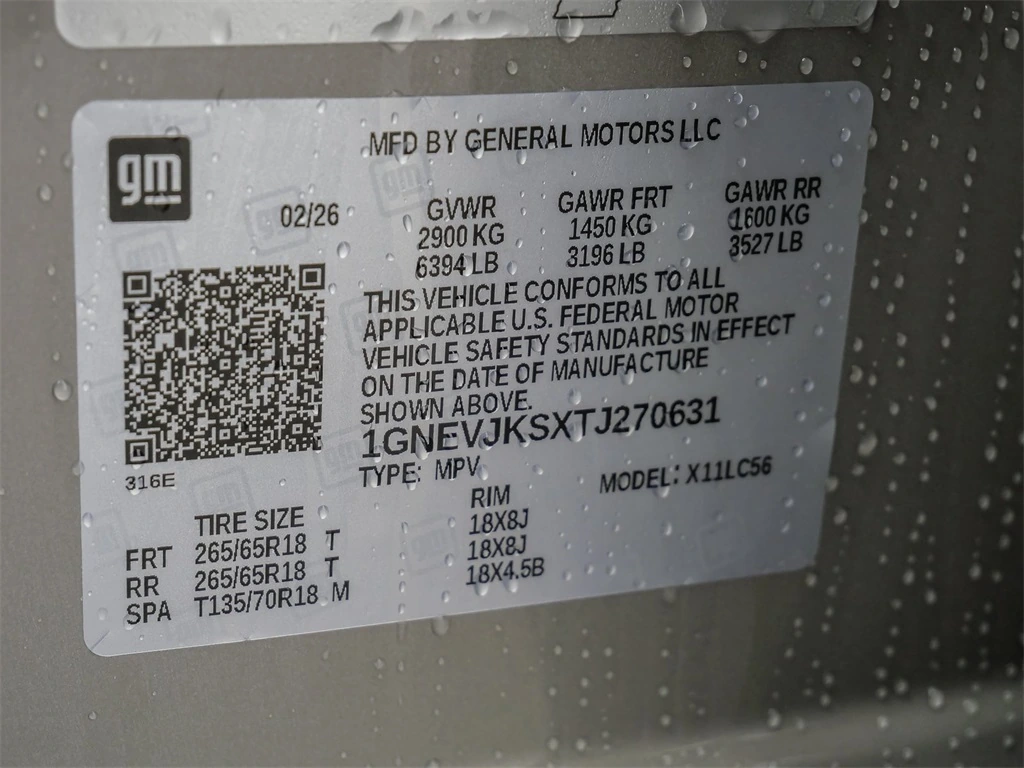 gm
MFD BY GENERAL MOTORS LLC
02/26
GVWR GAWR FRT GAWR RR
2900 KG 1450 KG 1600 KG
6394 LB 3196 LB 3527 LB
THIS VEHICLE CONFORMS TO ALL
APPLICABLE U.S. FEDERAL MOTOR
VEHICLE SAFETY STANDARDS IN EFFECT
ON THE DATE OF MANUFACTURE
SHOWN ABOVE.
1GNEVJKSXTJ270631
316E
TYPE: MPV MODEL: X11LC56
TIRE SIZE RIM
FRT 265/65R18 T 18X8J
RR 265/65R18 T 18X8J
SPA T135/70R18 M 18X4.5B